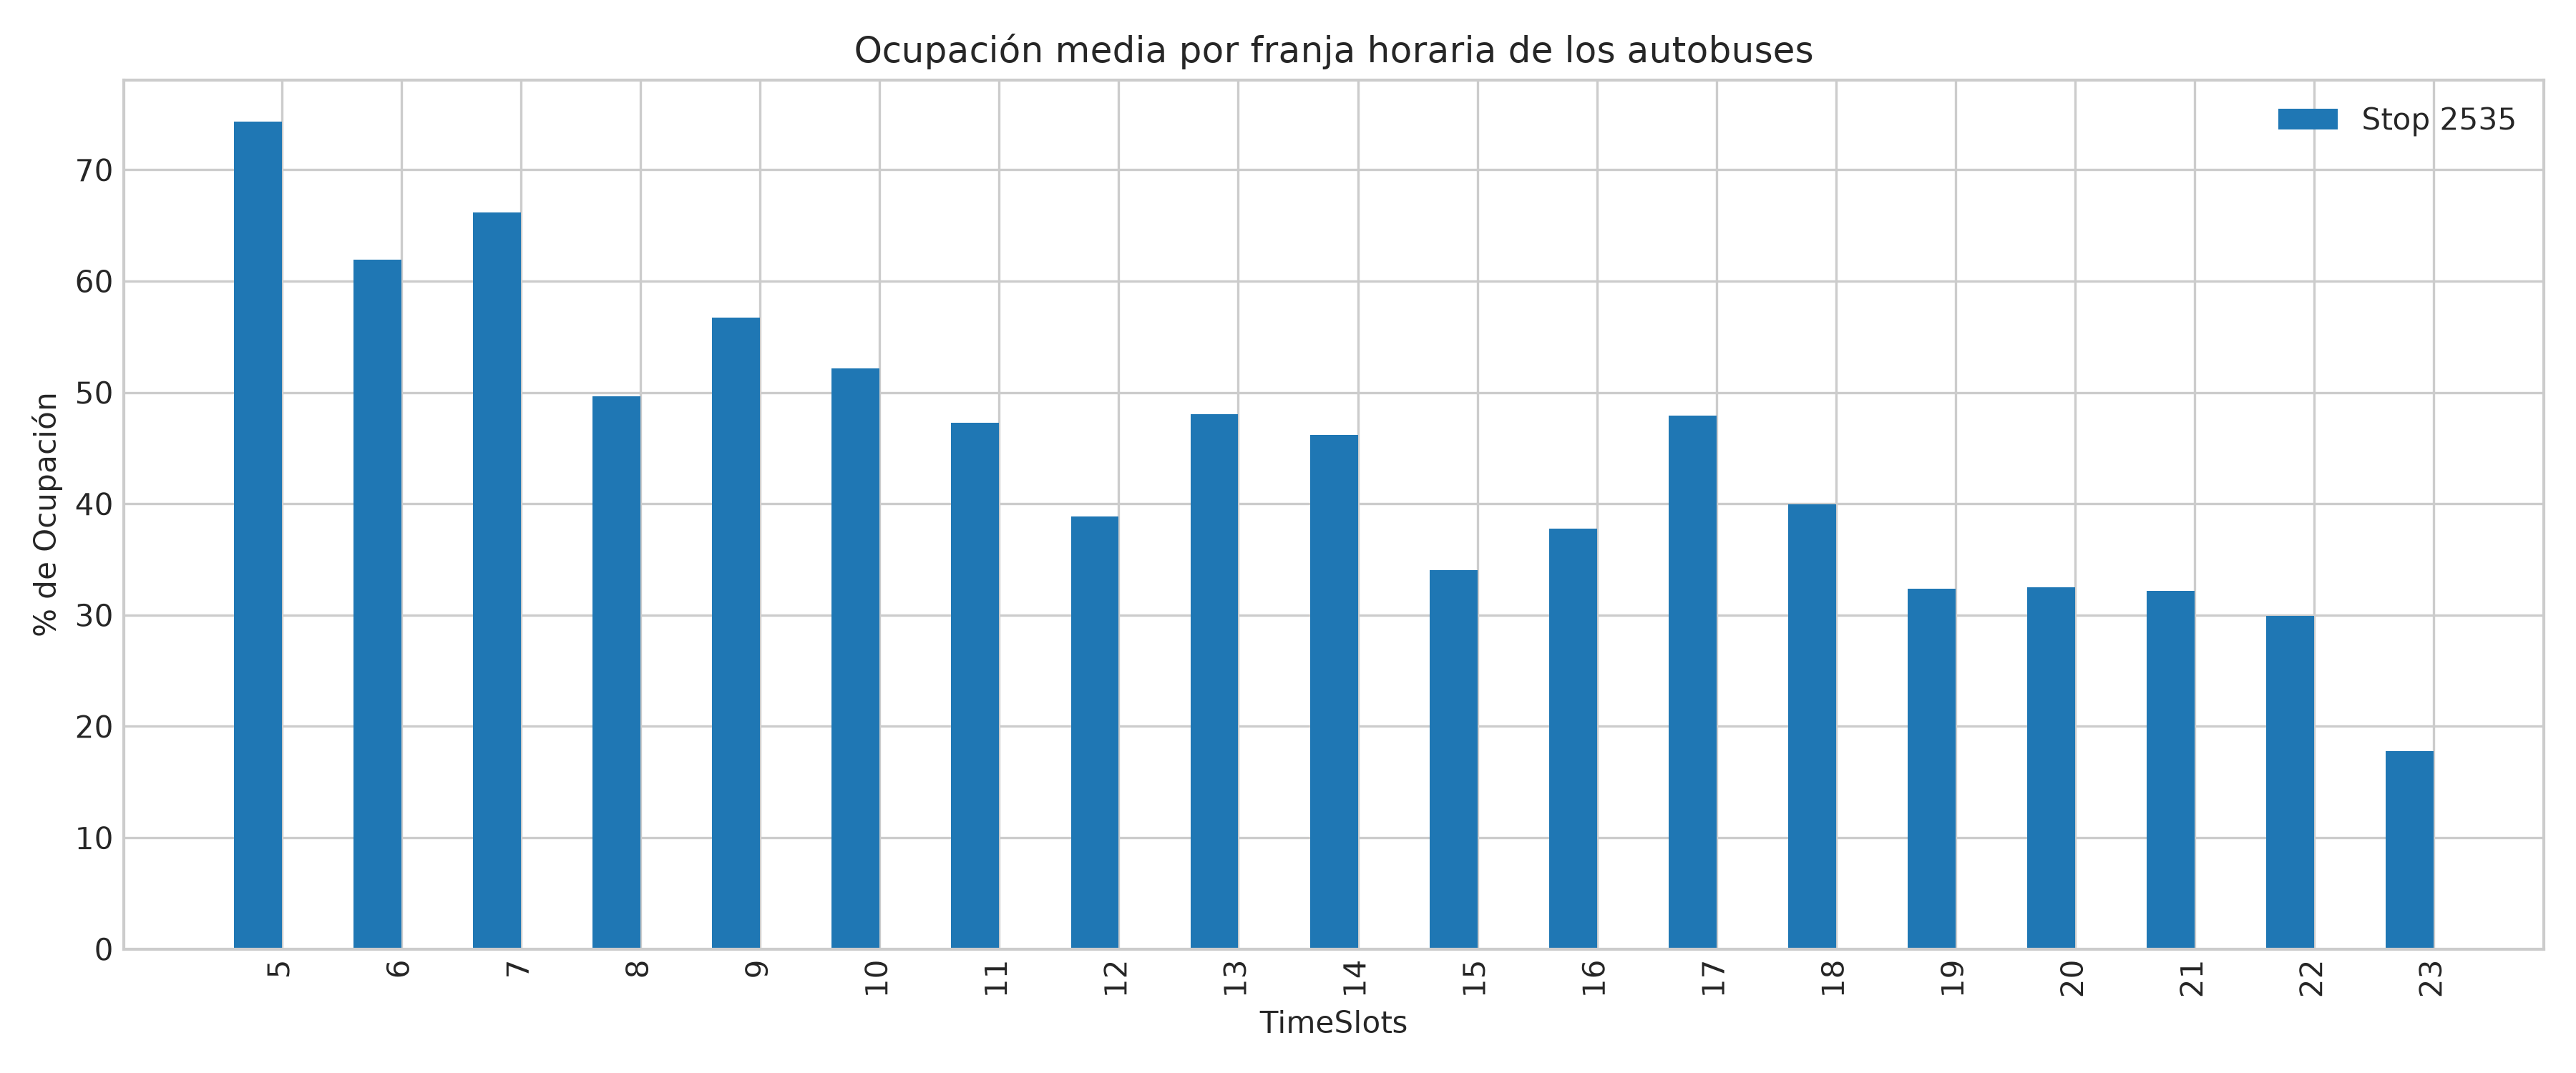 Ocupación media por franja horaria de los autobuses
Stop 2535
% de Ocupación
70
60
50
40
30
20
10
0
5 6 7 8 9 10 11 12 13 14 15 16 17 18 19 20 21 22 23
TimeSlots